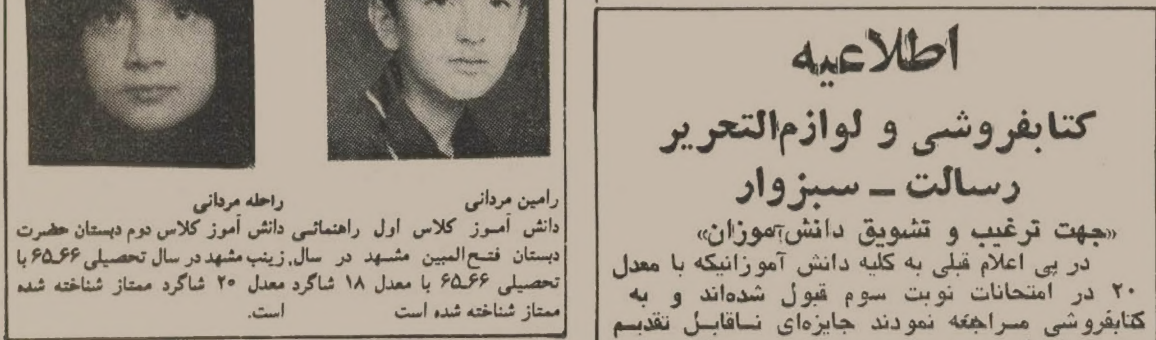 اطلاعیه
کتابفروشی و لوازم‌التحریر
رسالت ـ سبزوار
«جهت ترغیب و تشویق دانش‌آموزان»
در پی اعلام قبلی به کلیه دانش آموزانیکه با معدل
۲۰ در امتحانات نوبت سوم قبول شده‌اند و به
کتابفروشی مراجعه نمودند جایزه‌ای ناقابل تقدیم
رامین مردانی
دانش آموز کلاس اول راهنمائی
دبستان فتح‌المبین مشهد در سال
تحصیلی ۶۶ـ۶۵ با معدل ۱۸ شاگرد
ممتاز شناخته شده است
راحله مردانی
دانش آموز کلاس دوم دبستان حضرت
زینب مشهد در سال تحصیلی ۶۶ـ۶۵ با
معدل ۲۰ شاگرد ممتاز شناخته شده
است.